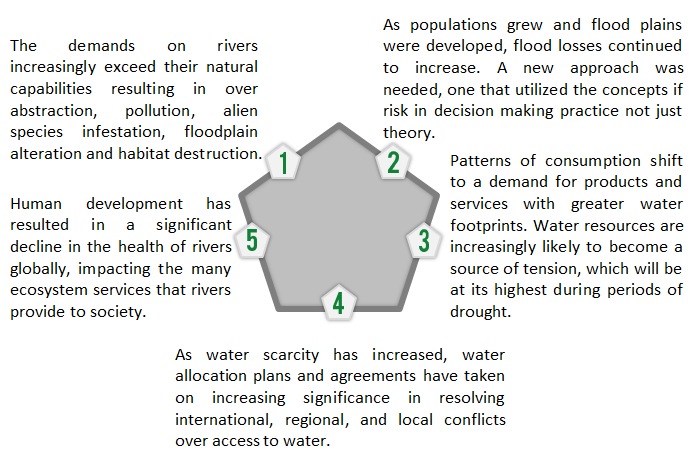 The demands on rivers
increasingly exceed their natural
capabilities resulting in over
abstraction, pollution, alien
species infestation, floodplain
alteration and habitat destruction.
1
As populations grew and flood plains
were developed, flood losses continued
to increase. A new approach was
needed, one that utilized the concepts if
risk in decision making practice not just
theory.
2
Patterns of consumption shift
to a demand for products and
services with greater water
footprints. Water resources are
increasingly likely to become a
source of tension, which will be
at its highest during periods of
drought.
3
Human development has
resulted in a significant
decline in the health of rivers
globally, impacting the many
ecosystem services that rivers
provide to society.
5
4
As water scarcity has increased, water
allocation plans and agreements have taken
on increasing significance in resolving
international, regional, and local conflicts
over access to water.